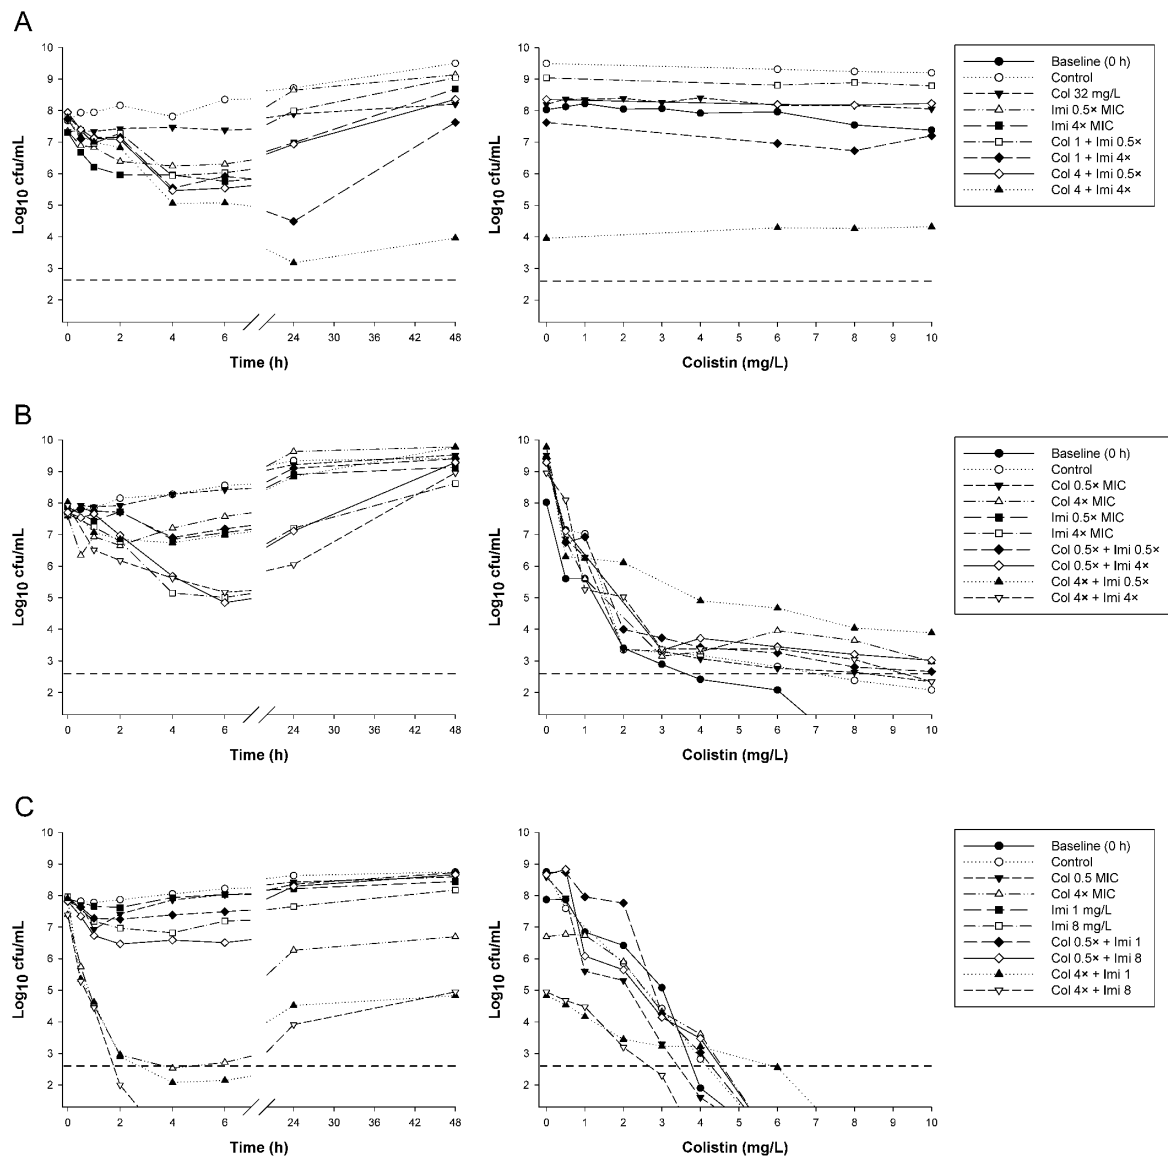 A
Log10 cfu/mL
10
9
8
7
6
5
4
3
2
0 2 4 6 24 30 36 42 48
Time (h)
Log10 cfu/mL
10
9
8
7
6
5
4
3
2
0 1 2 3 4 5 6 7 8 9 10
Colistin (mg/L)
Baseline (0 h)
Control
Col 32 mg/L
Imi 0.5× MIC
Imi 4× MIC
Col 1 + Imi 0.5×
Col 1 + Imi 4×
Col 4 + Imi 0.5×
Col 4 + Imi 4×
B
Log10 cfu/mL
10
9
8
7
6
5
4
3
2
0 2 4 6 24 30 36 42 48
Time (h)
Log10 cfu/mL
10
9
8
7
6
5
4
3
2
0 1 2 3 4 5 6 7 8 9 10
Colistin (mg/L)
Baseline (0 h)
Control
Col 0.5× MIC
Col 4× MIC
Imi 0.5× MIC
Imi 4× MIC
Col 0.5× + Imi 0.5×
Col 0.5× + Imi 4×
Col 4× + Imi 0.5×
Col 4× + Imi 4×
C
Log10 cfu/mL
10
9
8
7
6
5
4
3
2
0 2 4 6 24 30 36 42 48
Time (h)
Log10 cfu/mL
10
9
8
7
6
5
4
3
2
0 1 2 3 4 5 6 7 8 9 10
Colistin (mg/L)
Baseline (0 h)
Control
Col 0.5 MIC
Col 4× MIC
Imi 1 mg/L
Imi 8 mg/L
Col 0.5× + Imi 1
Col 0.5× + Imi 8
Col 4× + Imi 1
Col 4× + Imi 8